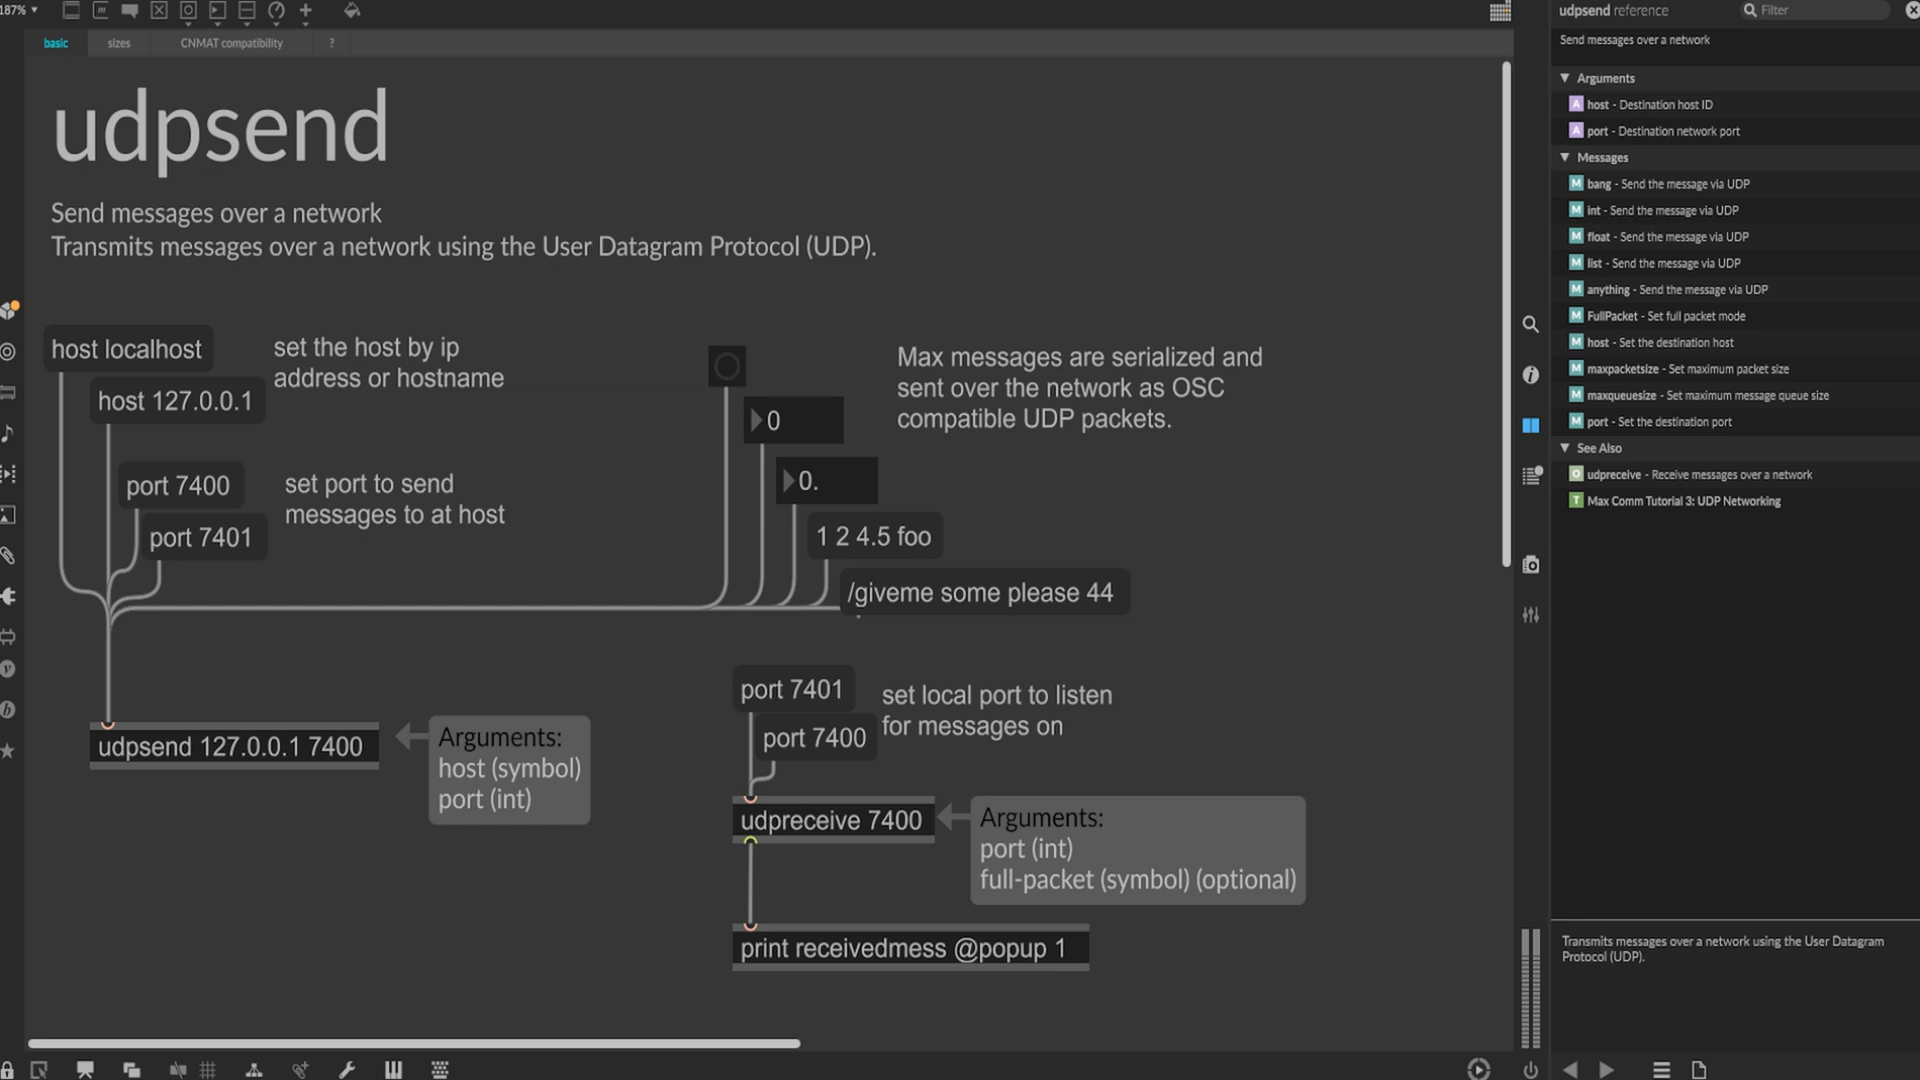 187%
basic
sizes
CNMAT compatibility
?
udpsend
Send messages over a network
Transmits messages over a network using the User Datagram Protocol (UDP).
host localhost
set the host by ip
address or hostname
host 127.0.0.1
port 7400
set port to send
messages to at host
port 7401
0
0.
1 2 4.5 foo
/giveme some please 44
Max messages are serialized and
sent over the network as OSC
compatible UDP packets.
udpsend 127.0.0.1 7400
Arguments:
host (symbol)
port (int)
port 7401
set local port to listen
for messages on
port 7400
udpreceive 7400
Arguments:
port (int)
full-packet (symbol) (optional)
print receivedmess @popup 1
udpsend reference
Filter
Send messages over a network
Arguments
A host - Destination host ID
A port - Destination network port
Messages
M bang - Send the message via UDP
M int - Send the message via UDP
M float - Send the message via UDP
M list - Send the message via UDP
M anything - Send the message via UDP
M FullPacket - Set full packet mode
M host - Set the destination host
M maxpacketsize - Set maximum packet size
M maxqueuesize - Set maximum message queue size
M port - Set the destination port
See Also
O udpreceive - Receive messages over a network
T Max Comm Tutorial 3: UDP Networking
Transmits messages over a network using the User Datagram
Protocol (UDP).